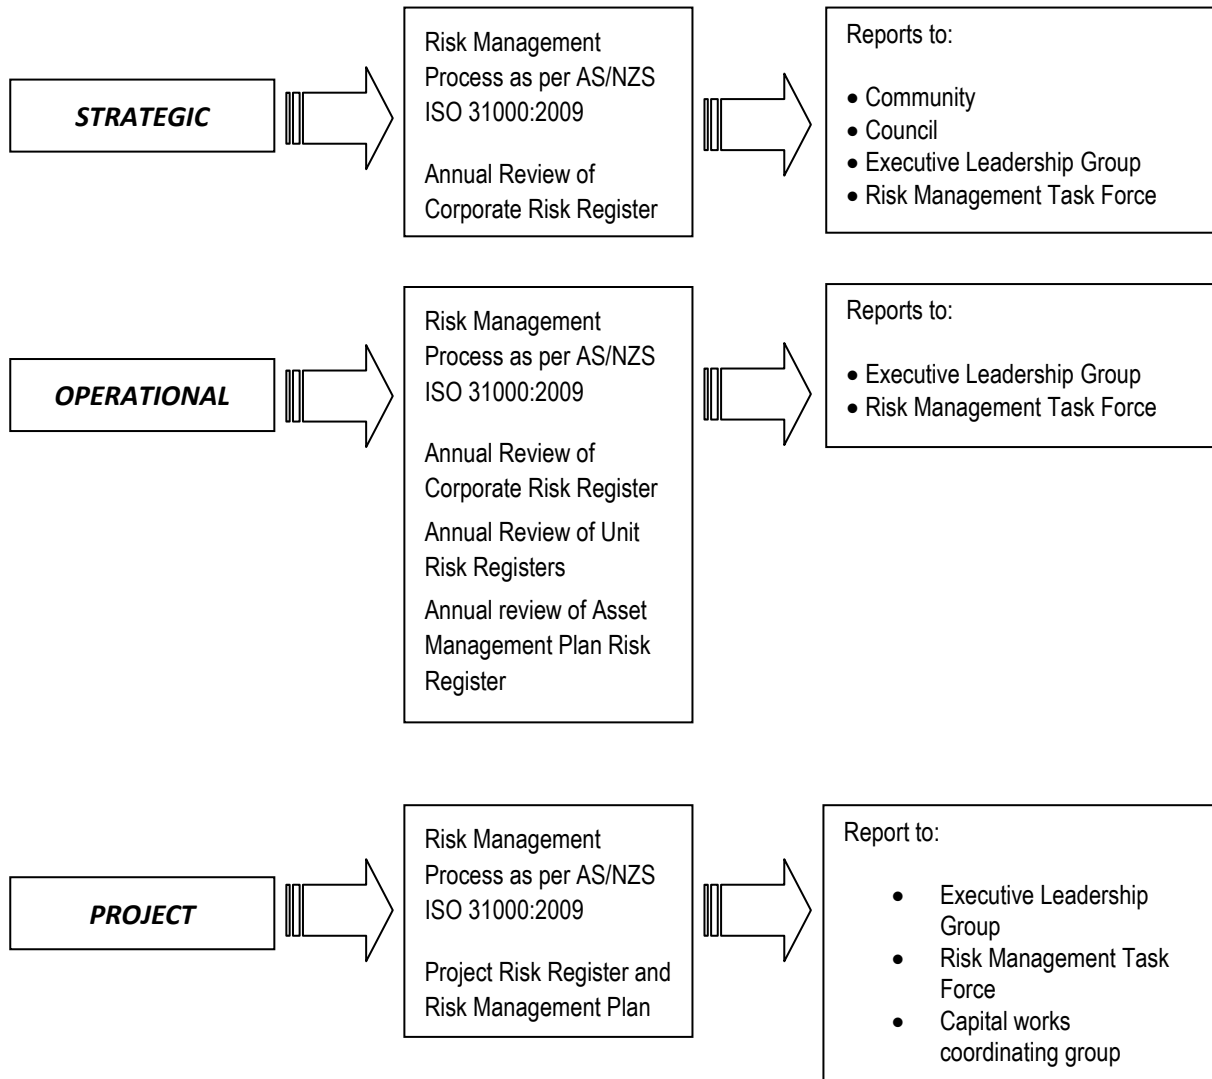 STRATEGIC
Risk Management
Process as per AS/NZS
ISO 31000:2009
Annual Review of
Corporate Risk Register
Reports to:
• Community
• Council
• Executive Leadership Group
• Risk Management Task Force
OPERATIONAL
Risk Management
Process as per AS/NZS
ISO 31000:2009
Annual Review of
Corporate Risk Register
Annual Review of Unit
Risk Registers
Annual review of Asset
Management Plan Risk
Register
Reports to:
• Executive Leadership Group
• Risk Management Task Force
PROJECT
Risk Management
Process as per AS/NZS
ISO 31000:2009
Project Risk Register and
Risk Management Plan
Report to:
• Executive Leadership
Group
• Risk Management Task
Force
• Capital works
coordinating group